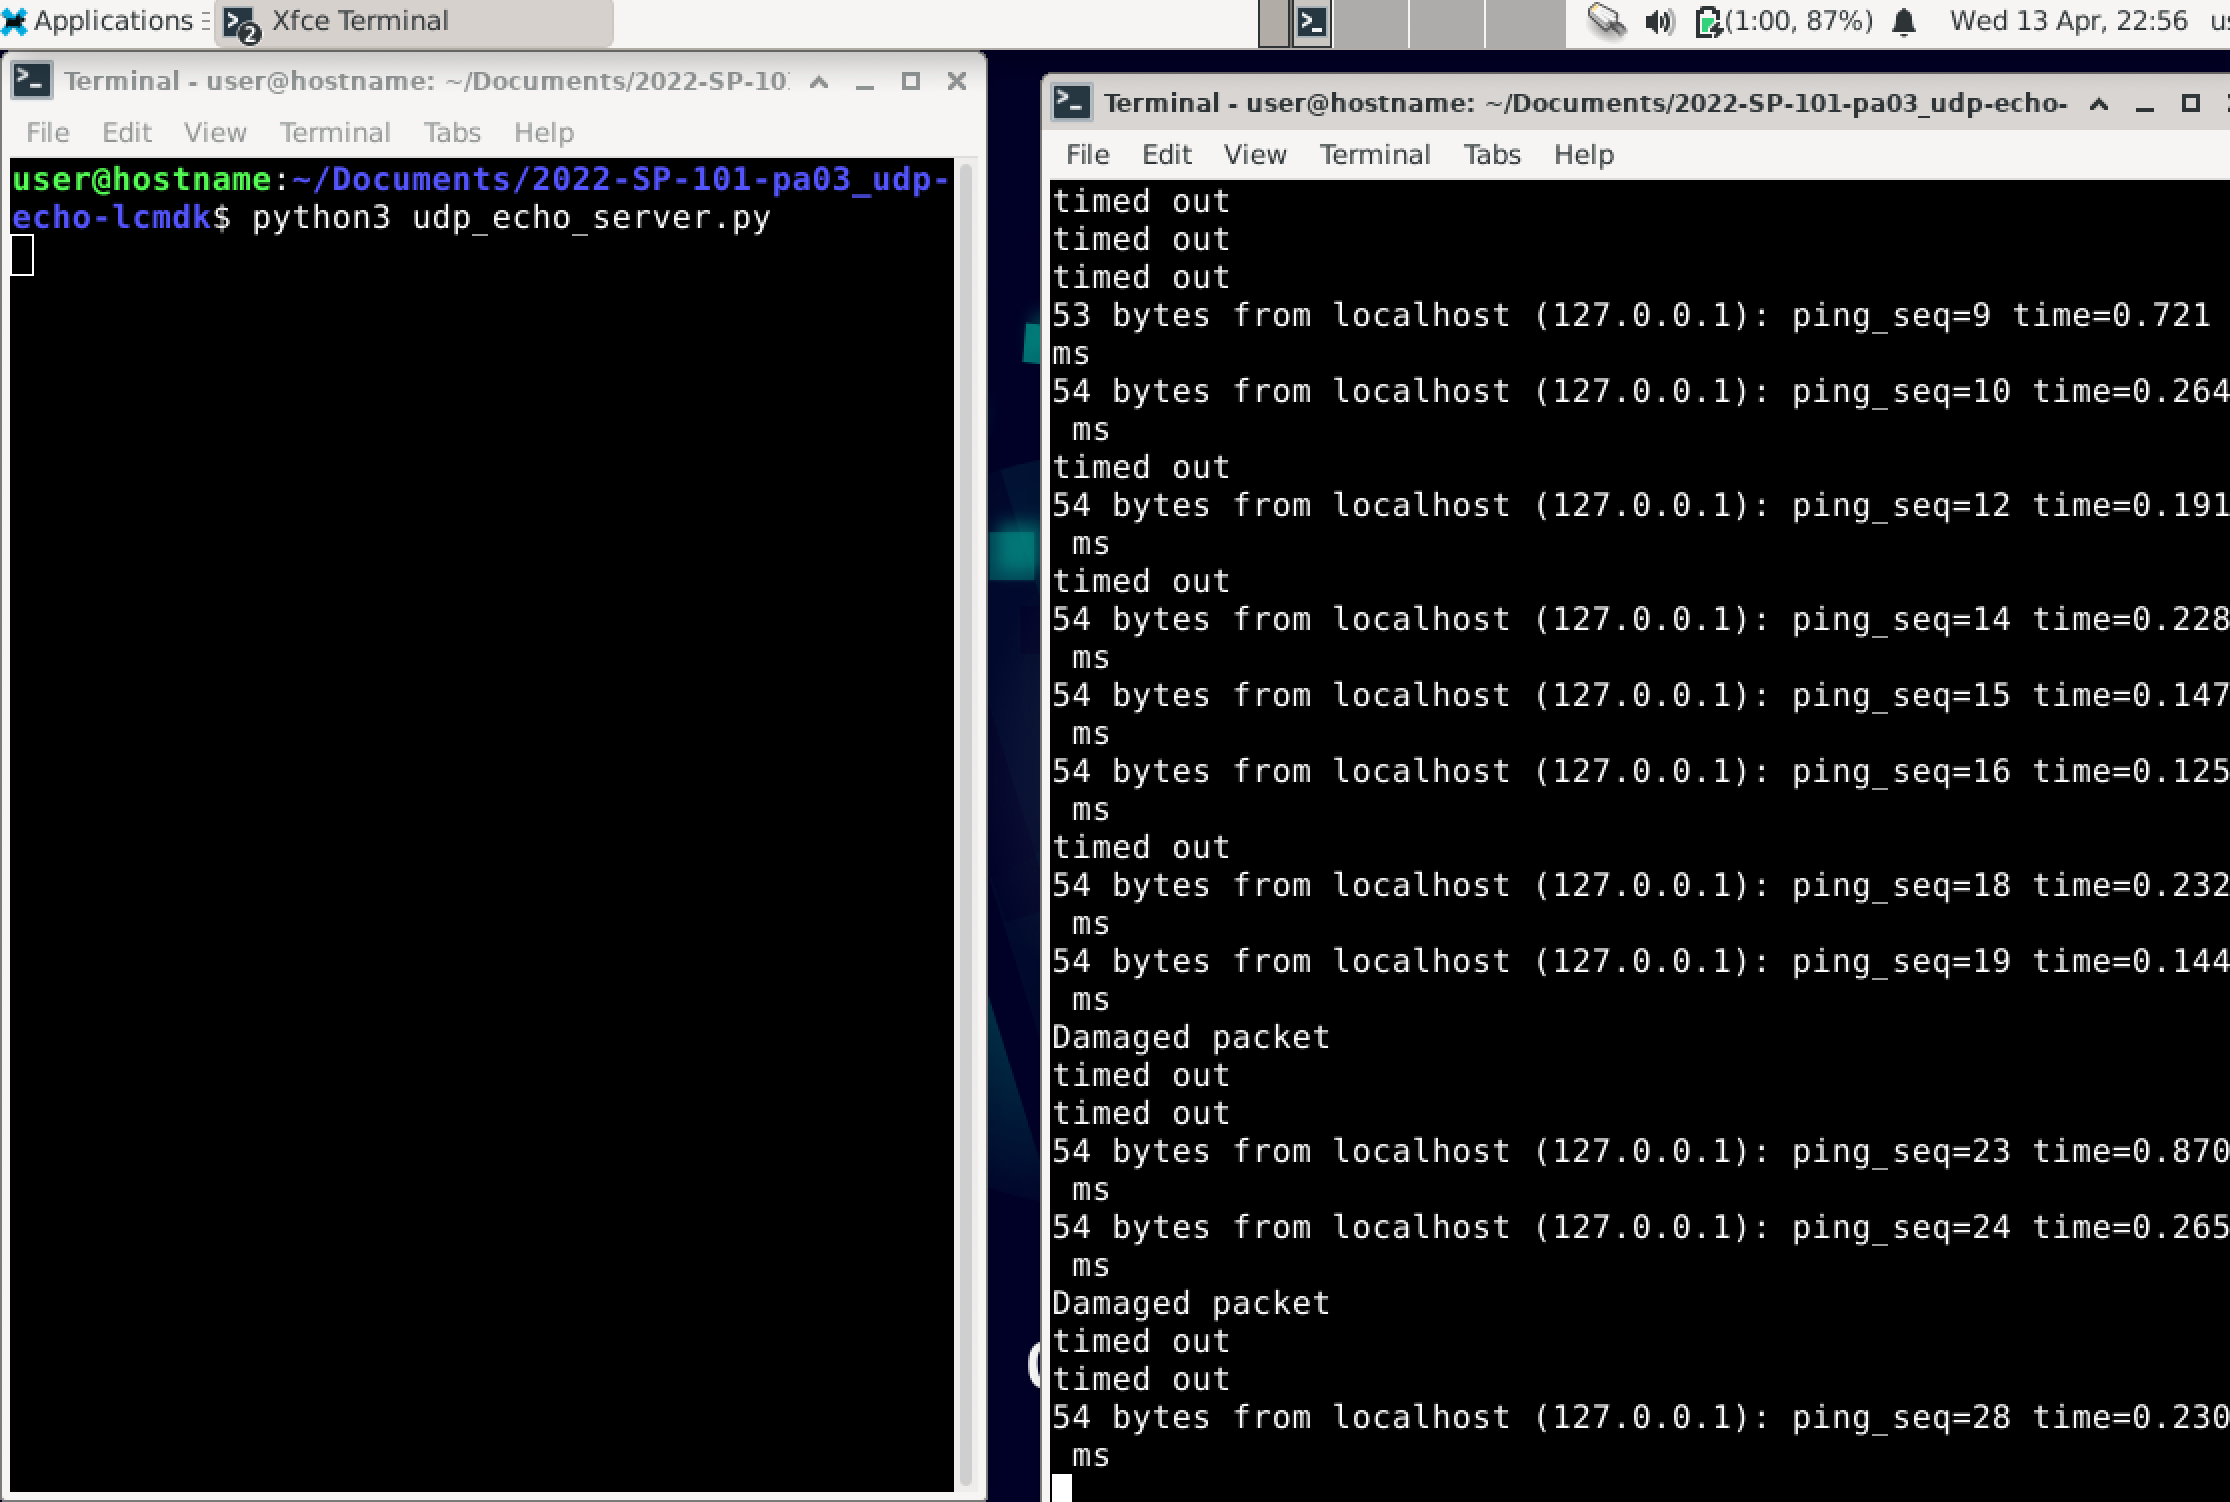 Applications
Xfce Terminal
(1:00, 87%)
Wed 13 Apr, 22:56
Terminal - user@hostname: ~/Documents/2022-SP-10
File Edit View Terminal Tabs Help
user@hostname:~/Documents/2022-SP-101-pa03_udp-
echo-lcmdk$ python3 udp_echo_server.py
Terminal - user@hostname: ~/Documents/2022-SP-101-pa03_udp-echo-
File Edit View Terminal Tabs Help
timed out
timed out
timed out
53 bytes from localhost (127.0.0.1): ping_seq=9 time=0.721
ms
54 bytes from localhost (127.0.0.1): ping_seq=10 time=0.264
ms
timed out
54 bytes from localhost (127.0.0.1): ping_seq=12 time=0.191
ms
timed out
54 bytes from localhost (127.0.0.1): ping_seq=14 time=0.228
ms
54 bytes from localhost (127.0.0.1): ping_seq=15 time=0.147
ms
54 bytes from localhost (127.0.0.1): ping_seq=16 time=0.125
ms
timed out
54 bytes from localhost (127.0.0.1): ping_seq=18 time=0.232
ms
54 bytes from localhost (127.0.0.1): ping_seq=19 time=0.144
ms
Damaged packet
timed out
timed out
54 bytes from localhost (127.0.0.1): ping_seq=23 time=0.870
ms
54 bytes from localhost (127.0.0.1): ping_seq=24 time=0.265
ms
Damaged packet
timed out
timed out
54 bytes from localhost (127.0.0.1): ping_seq=28 time=0.230
ms